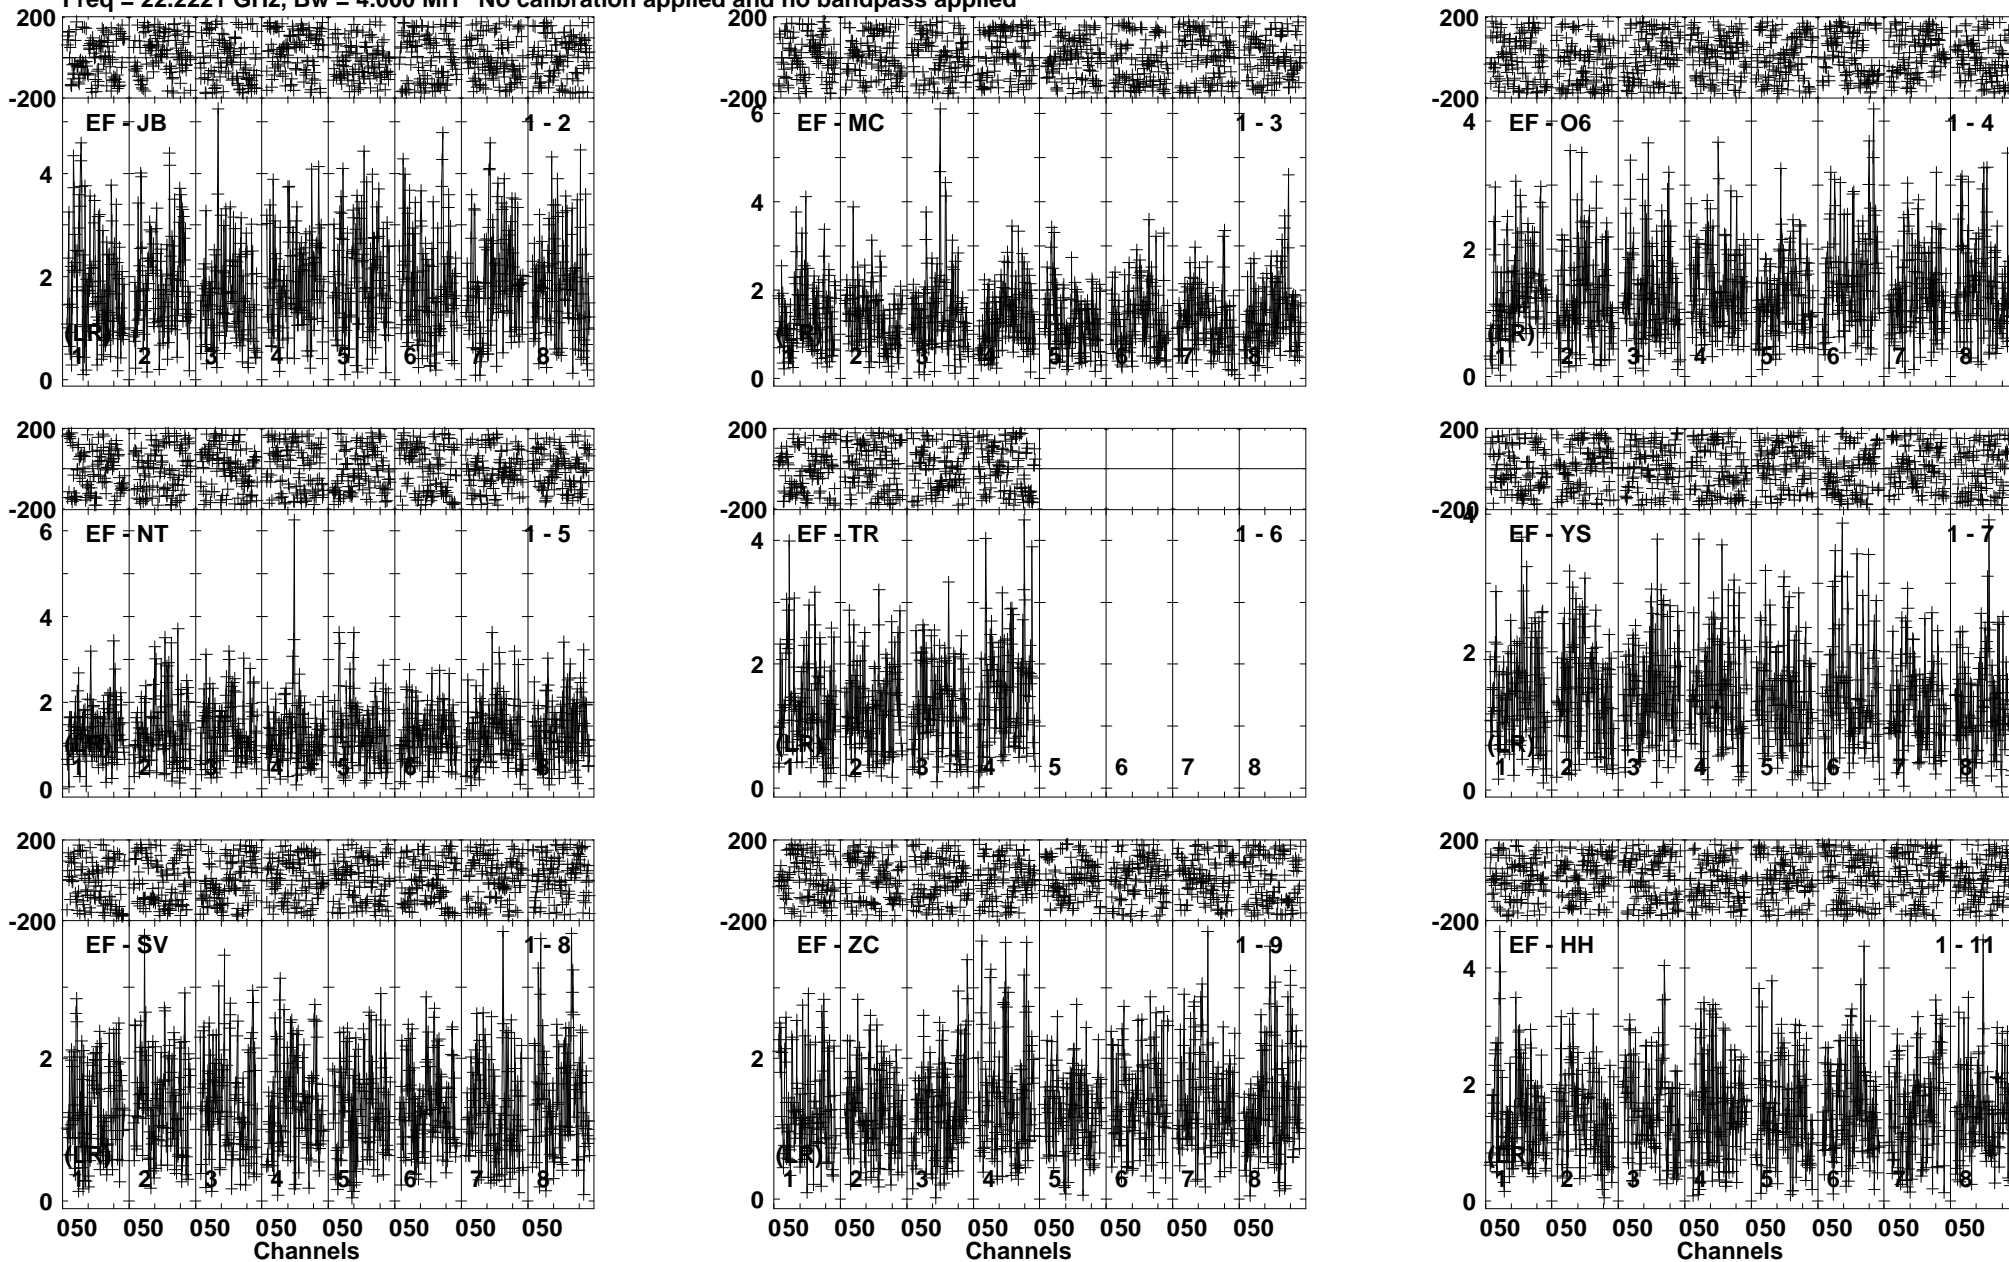 Freq = 22.2221 GHz, Bw = 4.000 MH No calibration applied and no bandpass applied
200 200 200
-200 -200 -200
EF - JB 1 - 2 EF - MC 1 - 3 EF - O6 1 - 4
6 4
4 4
2 2 2
(LR) (LR) (LR)
1 2 3 4 5 6 7 8 1 2 3 4 5 6 7 8 1 2 3 4 5 6 7 8
0 0 0
200 200 200
-200 -200 -200
4
EF - NT 1 - 5 EF - TR 1 - 6 EF - YS 1 - 7
6 4
4
2 2 2
(LR) (LR) (LR)
1 2 3 4 5 6 7 8 1 2 3 4 5 6 7 8 1 2 3 4 5 6 7 8
0 0 0
200 200 200
-200 -200 -200
EF - SV 1 - 8 EF - ZC 1 - 9 EF - HH 1 - 11
4
2 2 2
(LR) (LR) (LR)
1 2 3 4 5 6 7 8 1 2 3 4 5 6 7 8 1 2 3 4 5 6 7 8
0 0 0
050 050 050 050 050 050 050 050 050 050 050 050 050 050 050 050 050 050 050 050 050 050 050 050
Channels Channels Channels